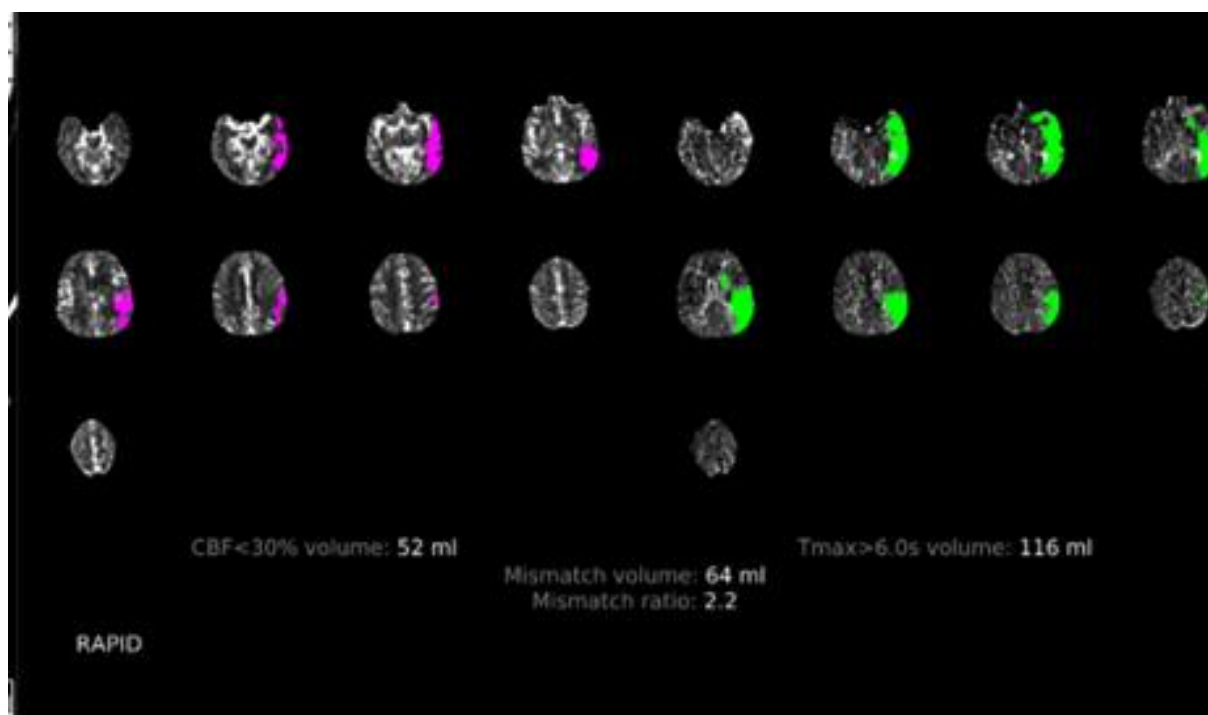 CBF<30% volume: 52 ml
Tmax>6.0s volume: 116 ml
Mismatch volume: 64 ml
Mismatch ratio: 2.2
RAPID